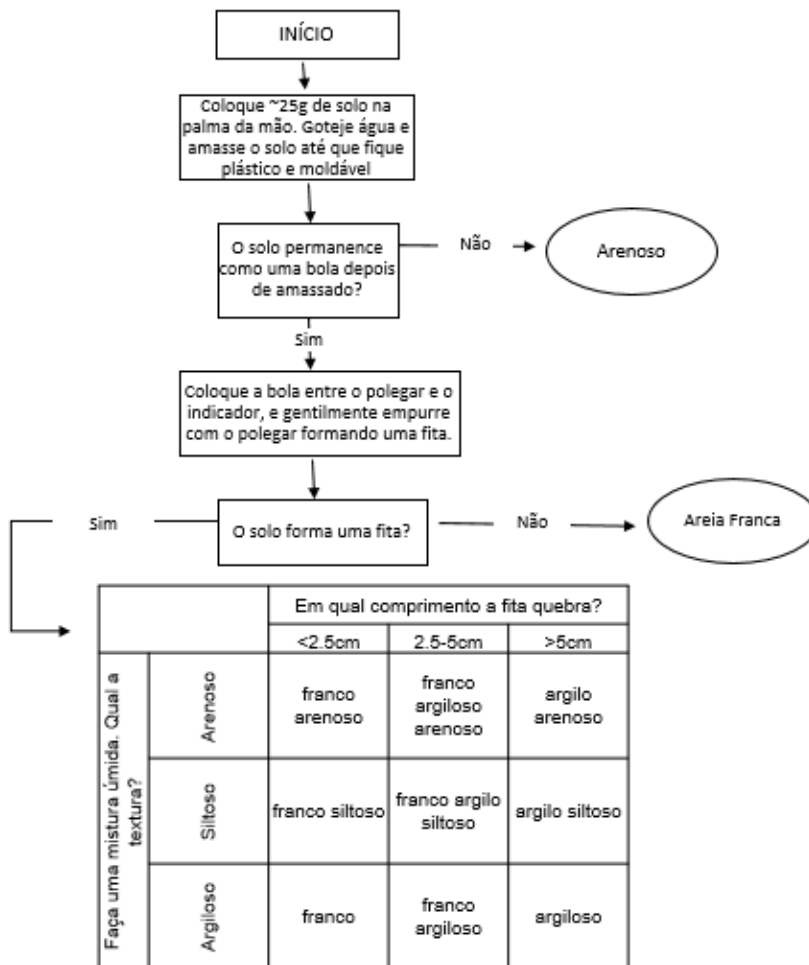 INÍCIO
Coloque ~25g de solo na
palma da mão. Goteje água e
amasse o solo até que fique
plástico e moldável
O solo permanence
como uma bola depois
de amassado?
Não
Arenoso
Sim
Coloque a bola entre o polegar e o
indicador, e gentilmente empurre
com o polegar formando uma fita.
O solo forma uma fita?
Sim
Não
Areia Franca
Em qual comprimento a fita quebra?
<2.5cm
2.5-5cm
>5cm
Faça uma mistura úmida. Qual a
textura?
Arenoso
franco
arenoso
franco
argiloso
arenoso
argilo
arenoso
Siltoso
franco siltoso
franco argilo
siltoso
argilo siltoso
Argiloso
franco
franco
argiloso
argiloso